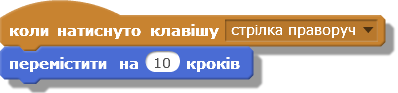 коли натиснуто клавішу стрілка праворуч
перемістити на 10 кроків